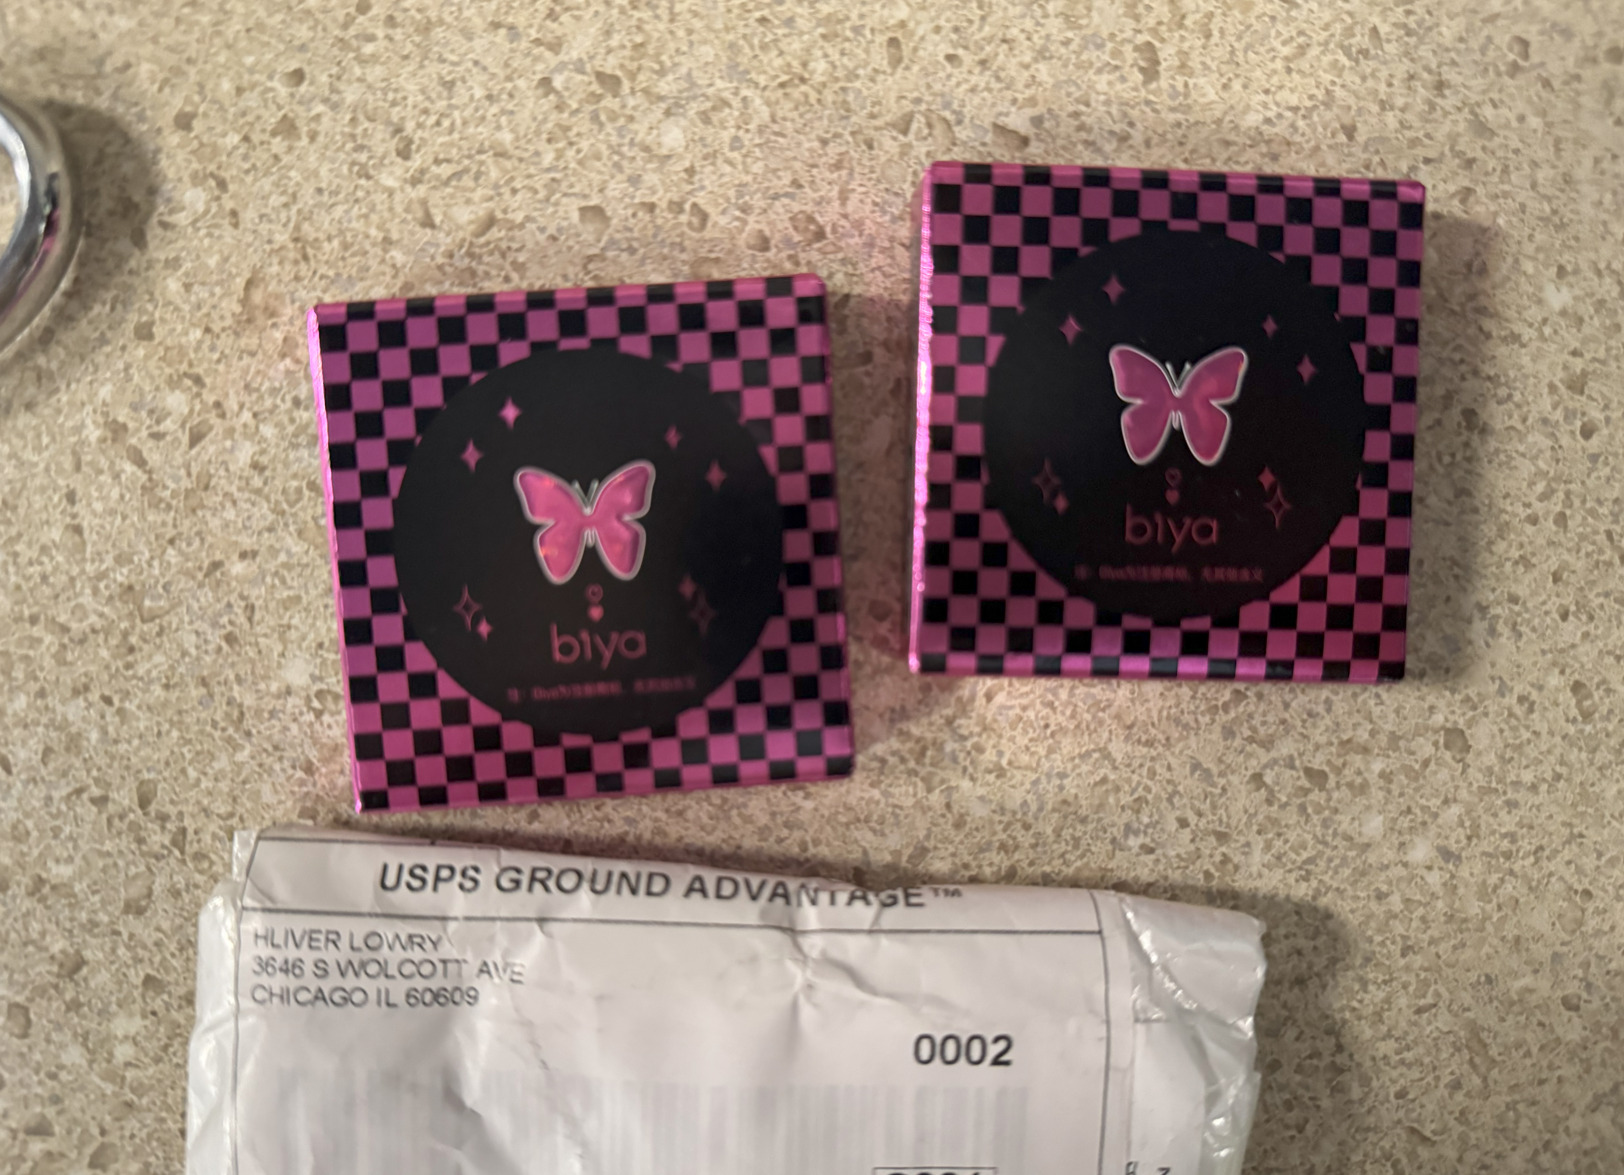 biya
biya
USPS GROUND ADVANTAGE™
HLIVER LOWRY
3646 S WOLCOTT AVE
CHICAGO IL 60609
0002